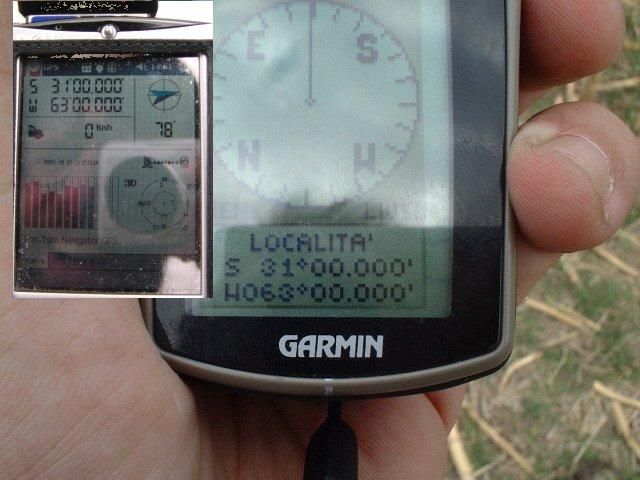 GPS
S 31°00.000'
W 63°00.000'
0 Kmh
78°
3D
TomTom Navigator GPS
E S
N W
LOCALITA'
S 31°00.000'
W063°00.000'
GARMIN